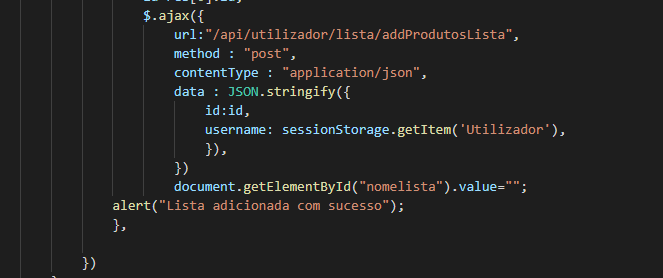 $.ajax({
url:"/api/utilizador/lista/addProdutosLista",
method : "post",
contentType : "application/json",
data : JSON.stringify({
id:id,
username: sessionStorage.getItem('Utilizador'),
}),
})
document.getElementById("nomelista").value="";
alert("Lista adicionada com sucesso");
},
})